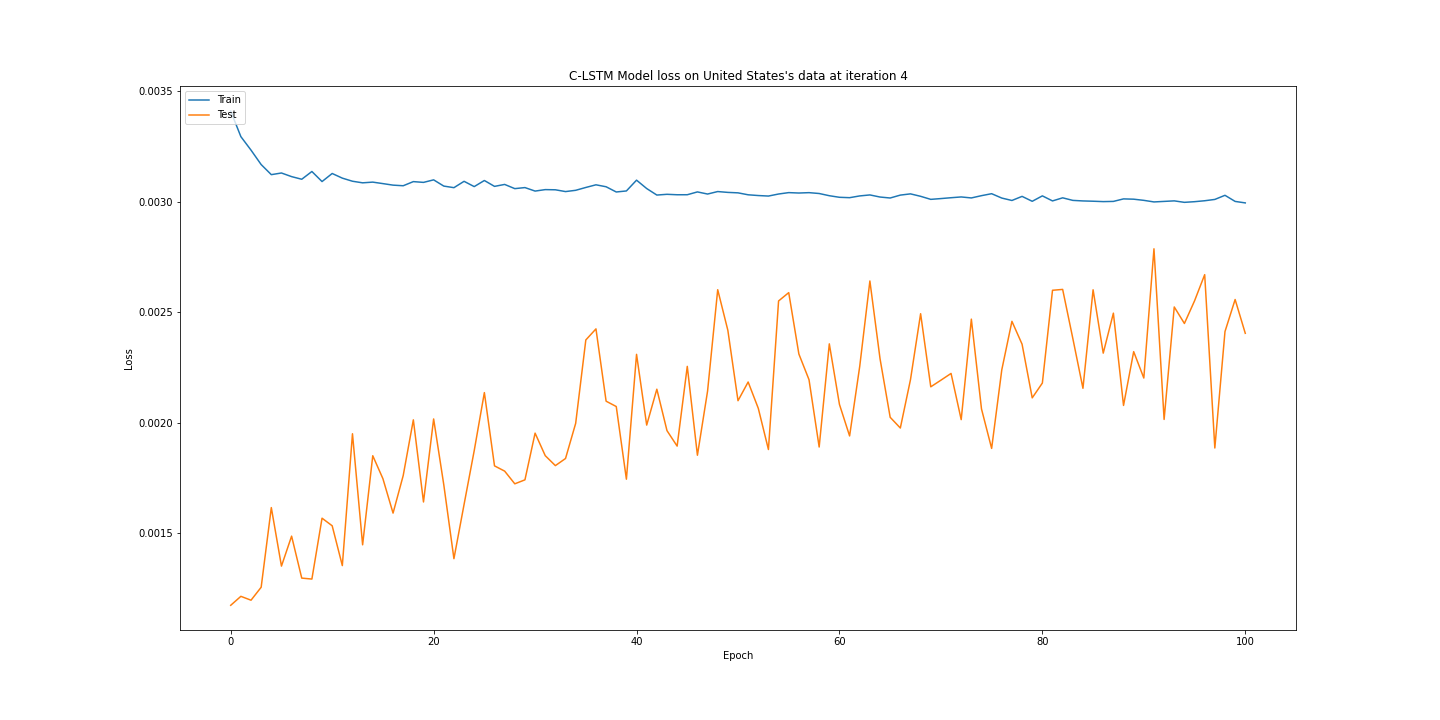 C-LSTM Model loss on United States's data at iteration 4
0.0035
Train
Test
0.0030
0.0025
Loss
0.0020
0.0015
0 20 40 60 80 100
Epoch